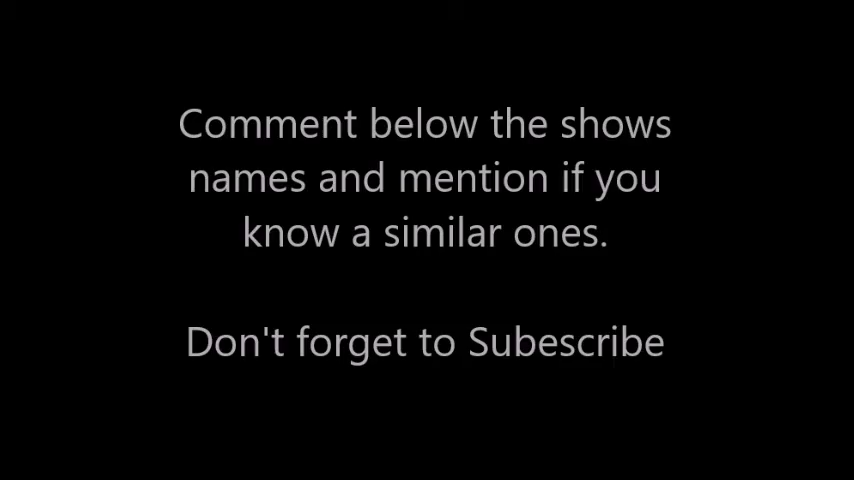 Comment below the shows
names and mention if you
know a similar ones.
Don't forget to Subescribe